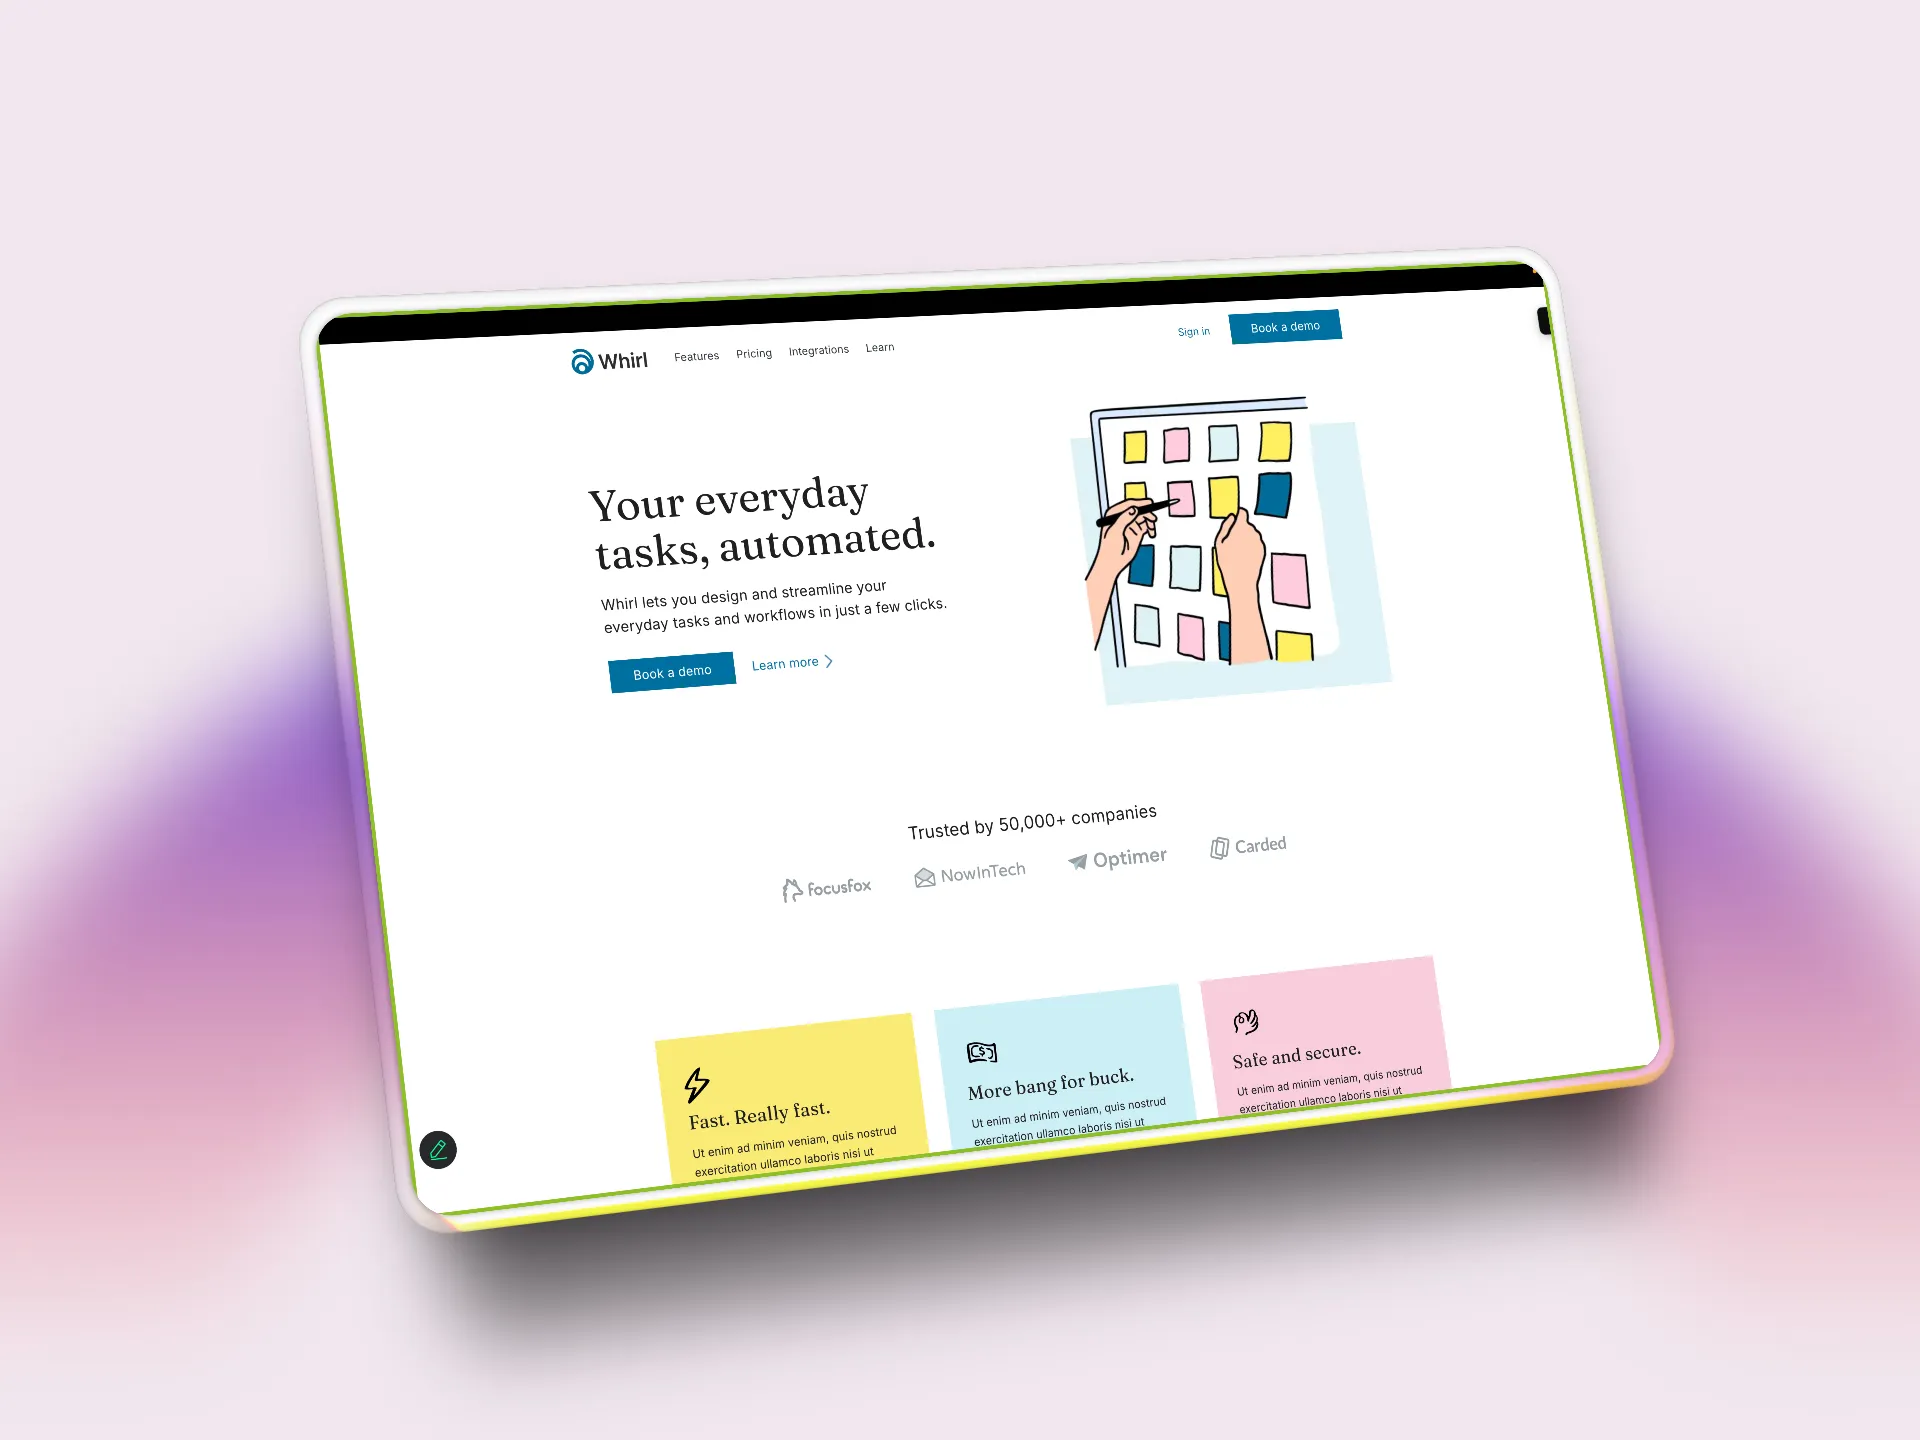 Whirl
Features
Pricing
Integrations
Learn
Sign in
Book a demo
Your everyday
tasks, automated.
Whirl lets you design and streamline your
everyday tasks and workflows in just a few clicks.
Book a demo
Learn more
Trusted by 50,000+ companies
focusfox
NowInTech
Optimer
Carded
Fast. Really fast.
Ut enim ad minim veniam, quis nostrud
exercitation ullamco laboris nisi ut
More bang for buck.
Ut enim ad minim veniam, quis nostrud
exercitation ullamco laboris nisi ut
Safe and secure.
Ut enim ad minim veniam, quis nostrud
exercitation ullamco laboris nisi ut